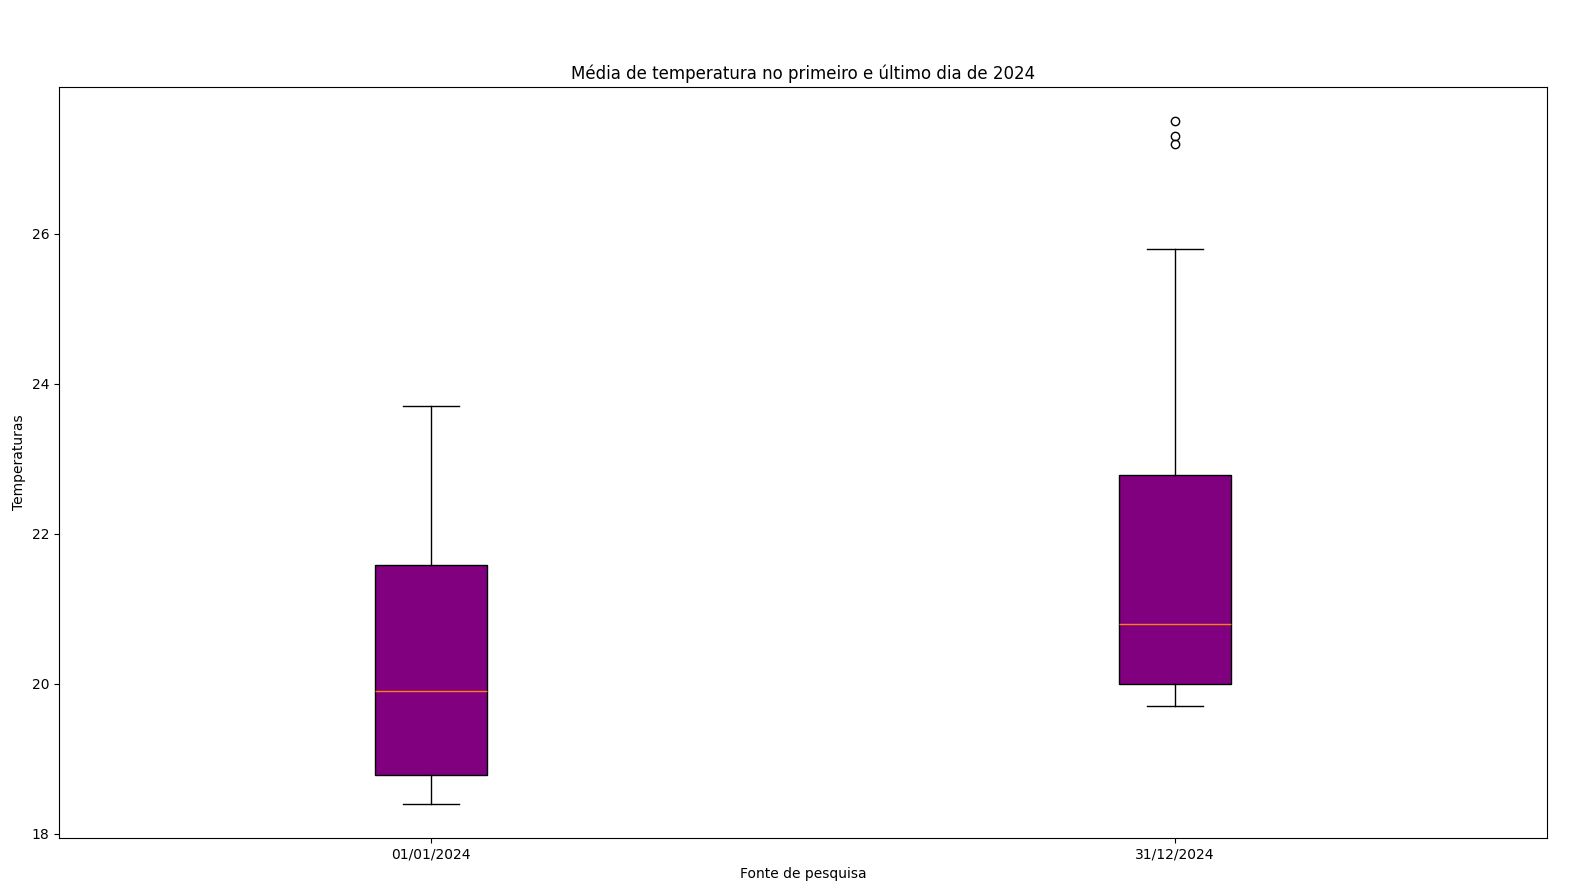 Média de temperatura no primeiro e último dia de 2024
Temperaturas
26
24
22
20
18
01/01/2024
31/12/2024
Fonte de pesquisa